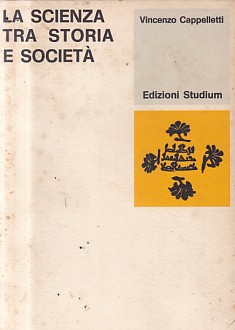 LA SCIENZA
TRA STORIA
E SOCIETÀ
Vincenzo Cappelletti
Edizioni Studium